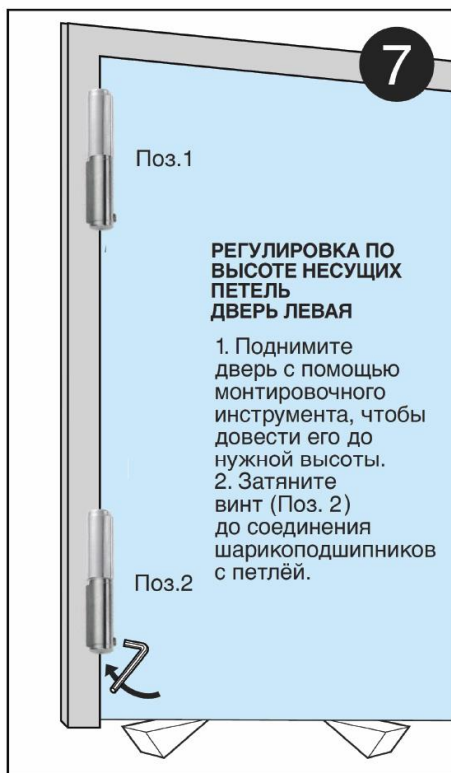 7
Поз.1
РЕГУЛИРОВКА ПО
ВЫСОТЕ НЕСУЩИХ
ПЕТЕЛЬ
ДВЕРЬ ЛЕВАЯ
1. Поднимите
дверь с помощью
монтировочного
инструмента, чтобы
довести его до
нужной высоты.
2. Затяните
винт (Поз. 2)
до соединения
шарикоподшипников
с петлёй.
Поз.2